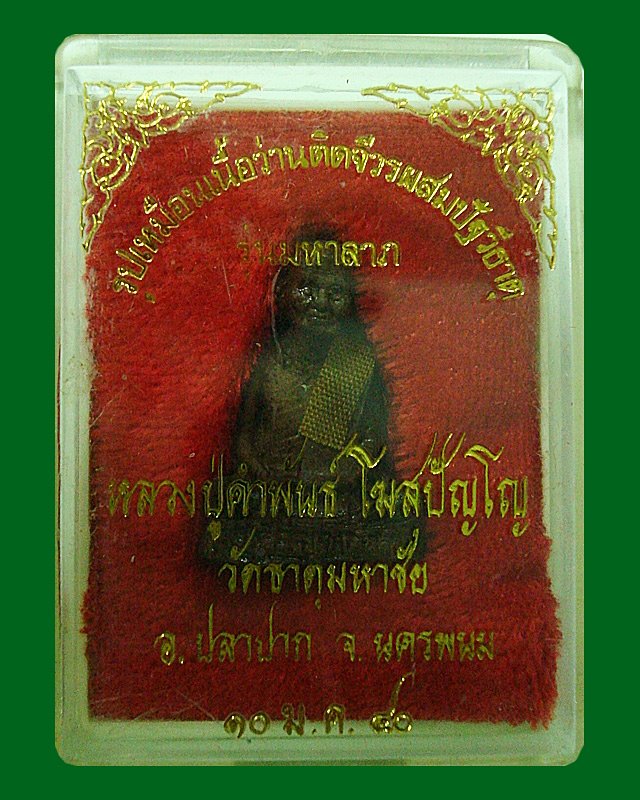 รูปเหมือนเนื้อว่านติดจีวรผสมปัฐวีธาตุ
รุ่นมหาลาภ
หลวงปู่คำพันธ์ โฆสปัญโญ
วัดธาตุมหาชัย
อ. ปลาปาก จ. นครพนม
๑๐ ม. ค. ๔๐